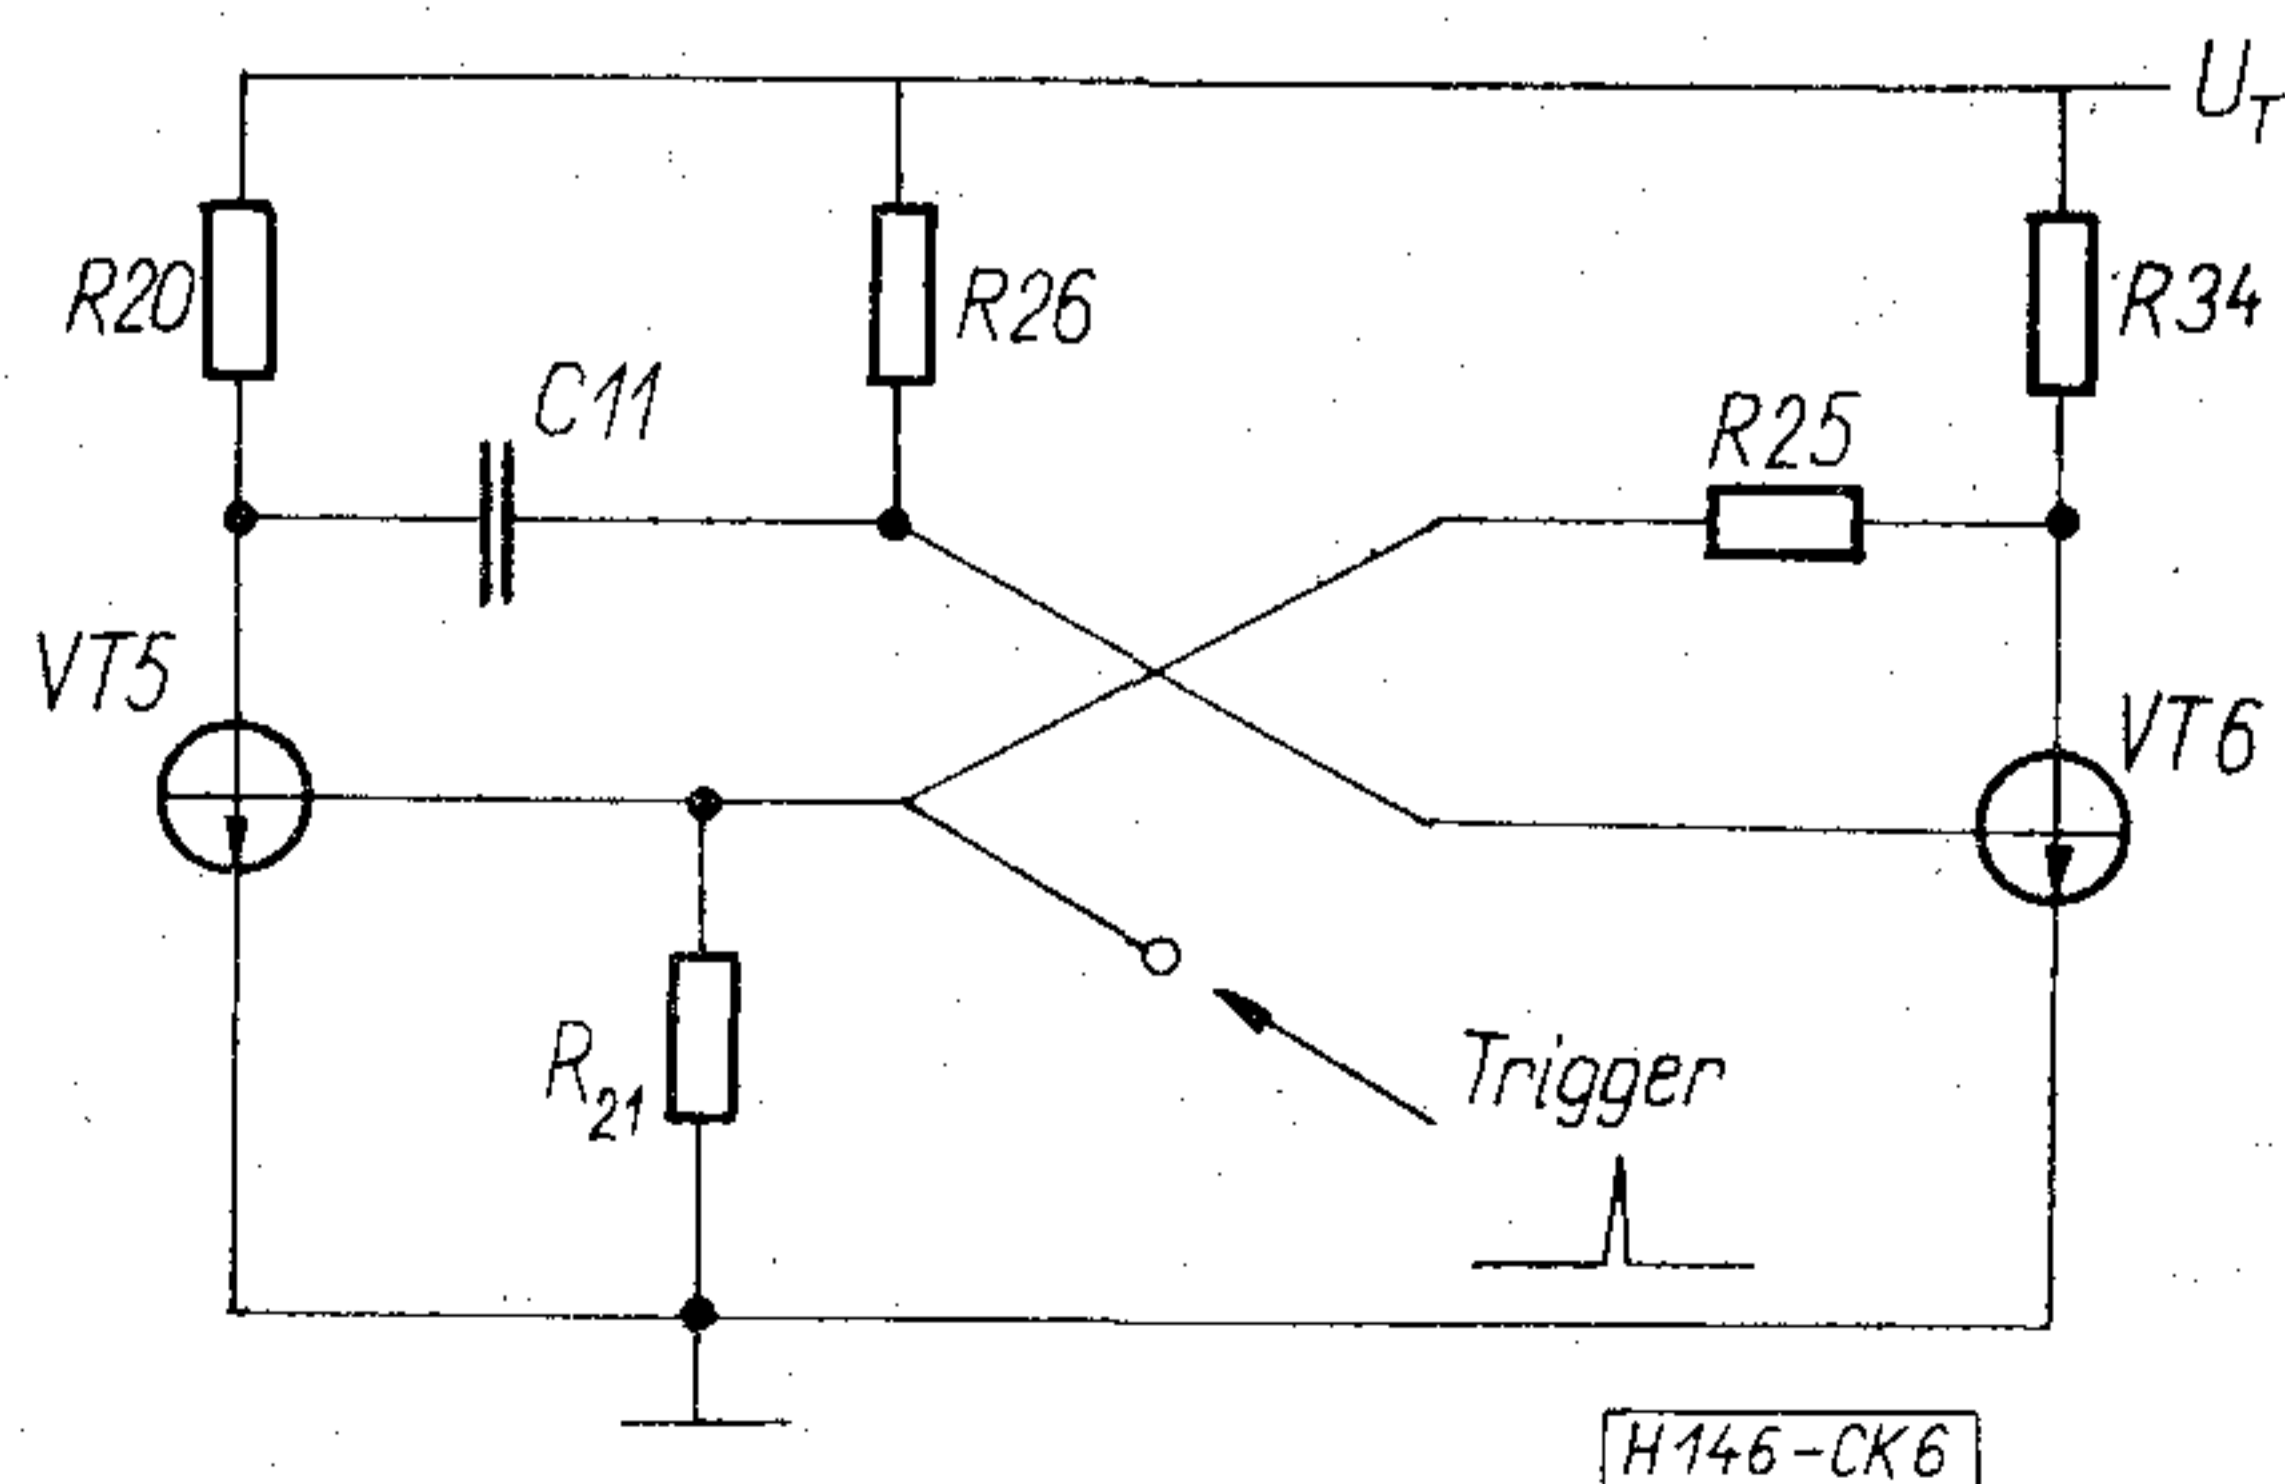 U_T
R20
R26
R34
C11
R25
VT5
VT6
R_21
Trigger
H146-CK6